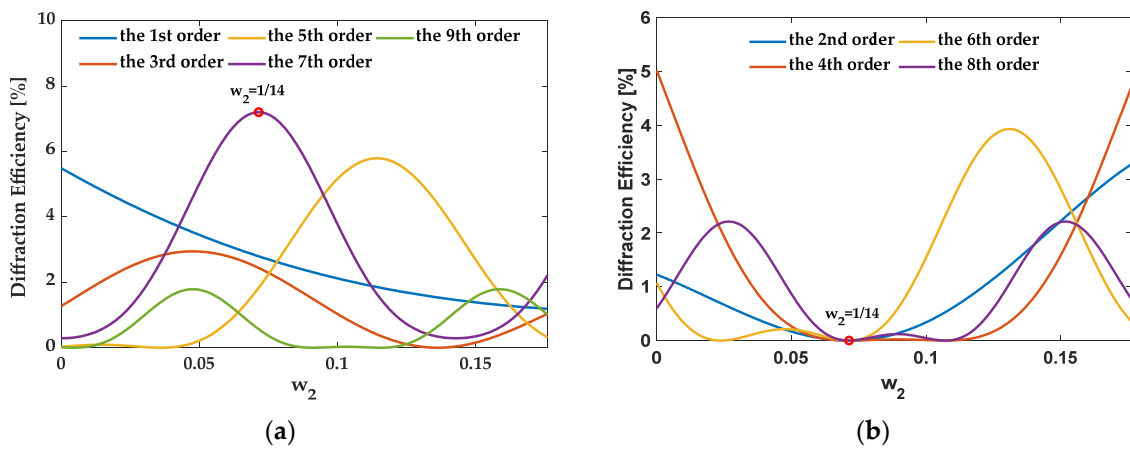 the 1st order the 5th order the 9th order
the 3rd order the 7th order
w2=1/14
Diffraction Efficiency [%]
10
8
6
4
2
0
0 0.05 0.1 0.15
w2
(a)
the 2nd order the 6th order
the 4th order the 8th order
w2=1/14
Diffraction Efficiency [%]
6
5
4
3
2
1
0
0 0.05 0.1 0.15
w2
(b)